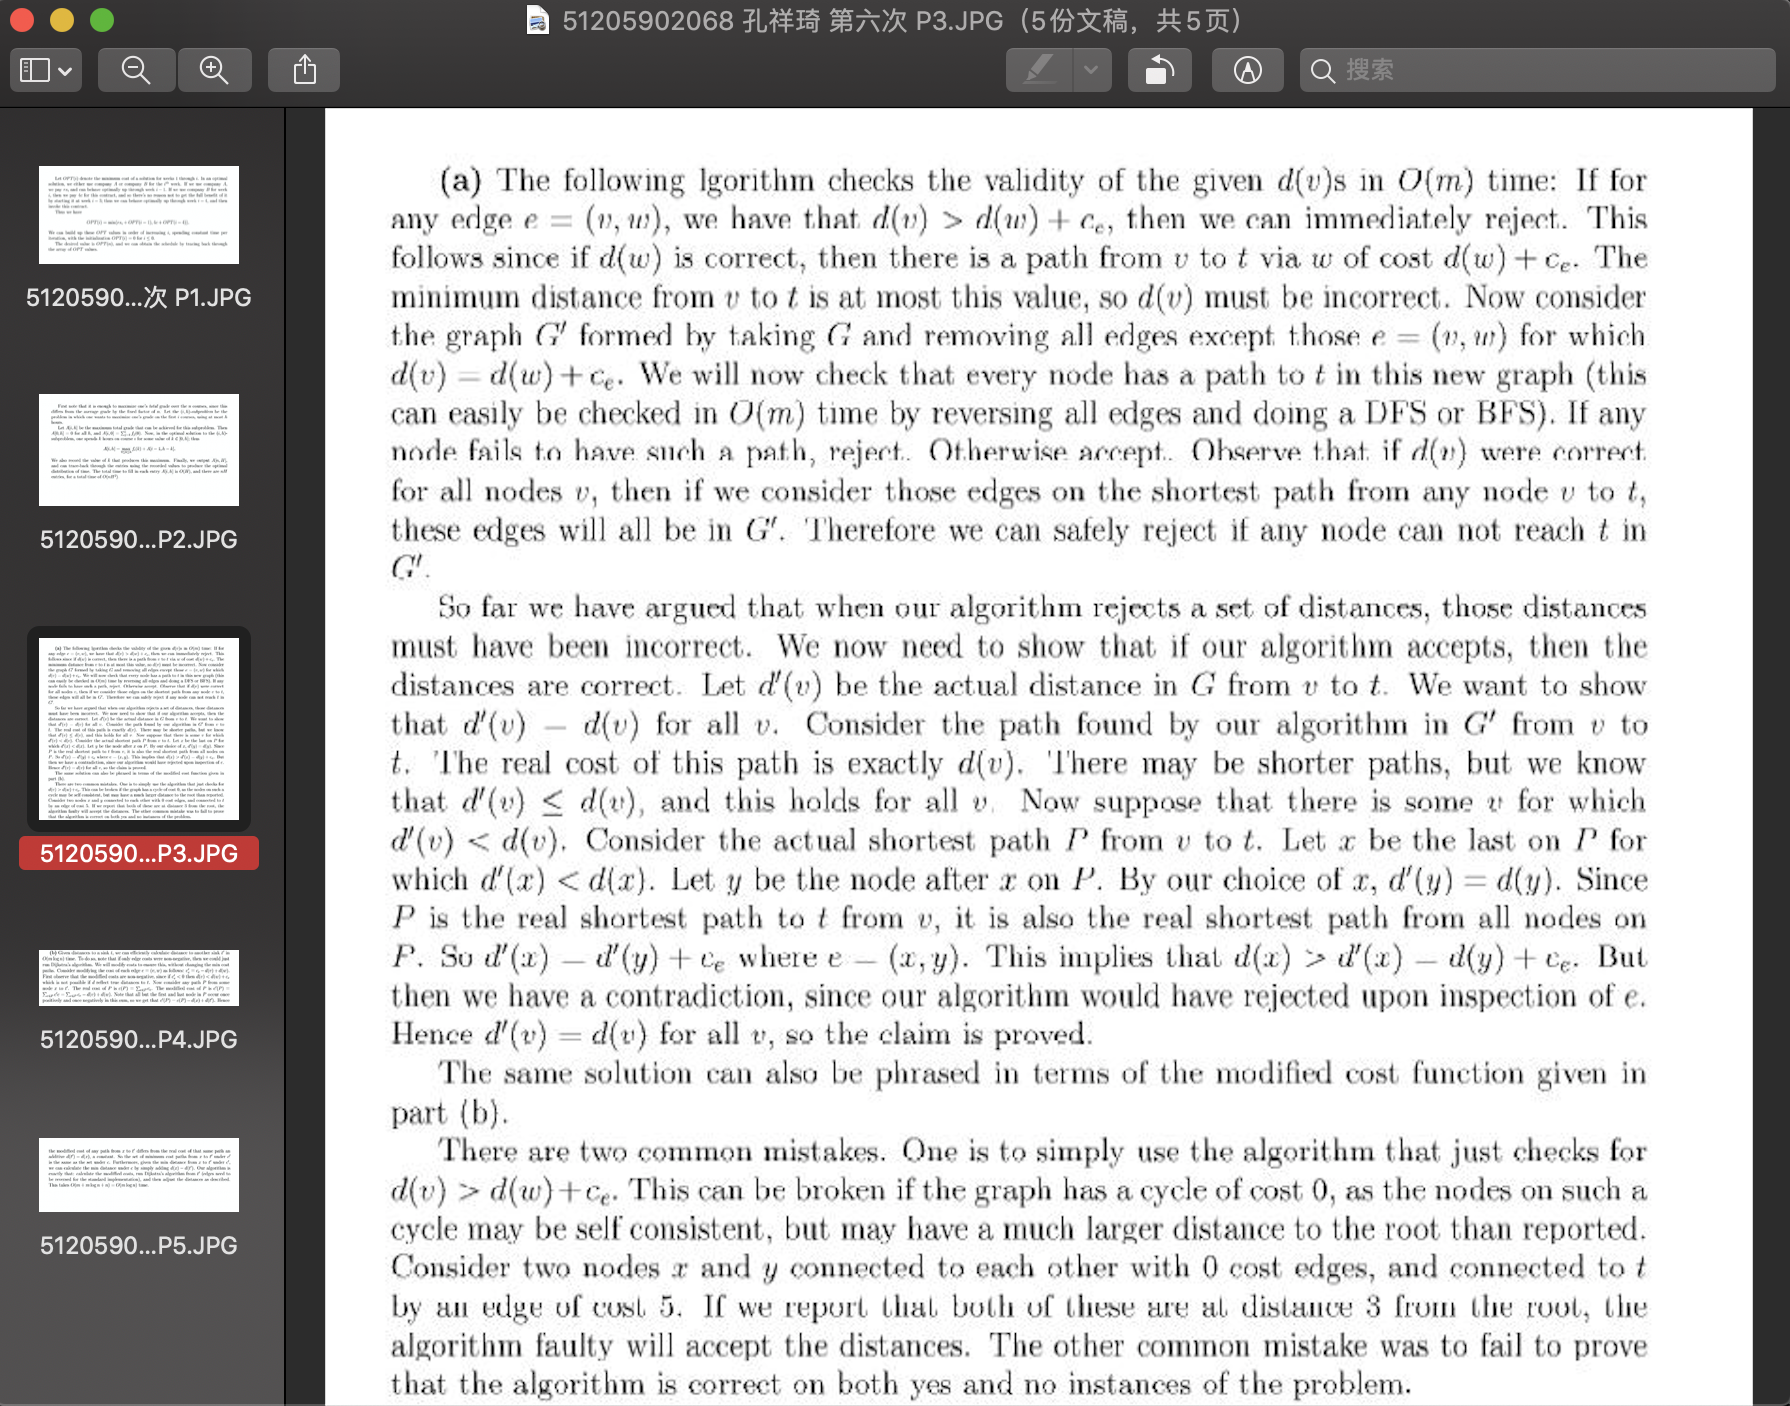 51205902068 孔祥琦 第六次 P3.JPG（5份文稿，共5页）
搜索
5120590...次 P1.JPG
5120590...P2.JPG
5120590...P3.JPG
5120590...P4.JPG
5120590...P5.JPG
(a) The following lgorithm checks the validity of the given d(v)s in O(m) time: If for
any edge e = (v, w), we have that d(v) > d(w) + cₑ, then we can immediately reject. This
follows since if d(w) is correct, then there is a path from v to t via w of cost d(w) + cₑ. The
minimum distance from v to t is at most this value, so d(v) must be incorrect. Now consider
the graph G′ formed by taking G and removing all edges except those e = (v, w) for which
d(v) = d(w) + cₑ. We will now check that every node has a path to t in this new graph (this
can easily be checked in O(m) time by reversing all edges and doing a DFS or BFS). If any
node fails to have such a path, reject. Otherwise accept. Observe that if d(v) were correct
for all nodes v, then if we consider those edges on the shortest path from any node v to t,
these edges will all be in G′. Therefore we can safely reject if any node can not reach t in
G′.
So far we have argued that when our algorithm rejects a set of distances, those distances
must have been incorrect. We now need to show that if our algorithm accepts, then the
distances are correct. Let d′(v) be the actual distance in G from v to t. We want to show
that d′(v) = d(v) for all v. Consider the path found by our algorithm in G′ from v to
t. The real cost of this path is exactly d(v). There may be shorter paths, but we know
that d′(v) ≤ d(v), and this holds for all v. Now suppose that there is some v for which
d′(v) < d(v). Consider the actual shortest path P from v to t. Let x be the last on P for
which d′(x) < d(x). Let y be the node after x on P. By our choice of x, d′(y) = d(y). Since
P is the real shortest path to t from v, it is also the real shortest path from all nodes on
P. So d′(x) = d′(y) + cₑ where e = (x, y). This implies that d(x) > d′(x) = d(y) + cₑ. But
then we have a contradiction, since our algorithm would have rejected upon inspection of e.
Hence d′(v) = d(v) for all v, so the claim is proved.
The same solution can also be phrased in terms of the modified cost function given in
part (b).
There are two common mistakes. One is to simply use the algorithm that just checks for
d(v) > d(w) + cₑ. This can be broken if the graph has a cycle of cost 0, as the nodes on such a
cycle may be self consistent, but may have a much larger distance to the root than reported.
Consider two nodes x and y connected to each other with 0 cost edges, and connected to t
by an edge of cost 5. If we report that both of these are at distance 3 from the root, the
algorithm faulty will accept the distances. The other common mistake was to fail to prove
that the algorithm is correct on both yes and no instances of the problem.